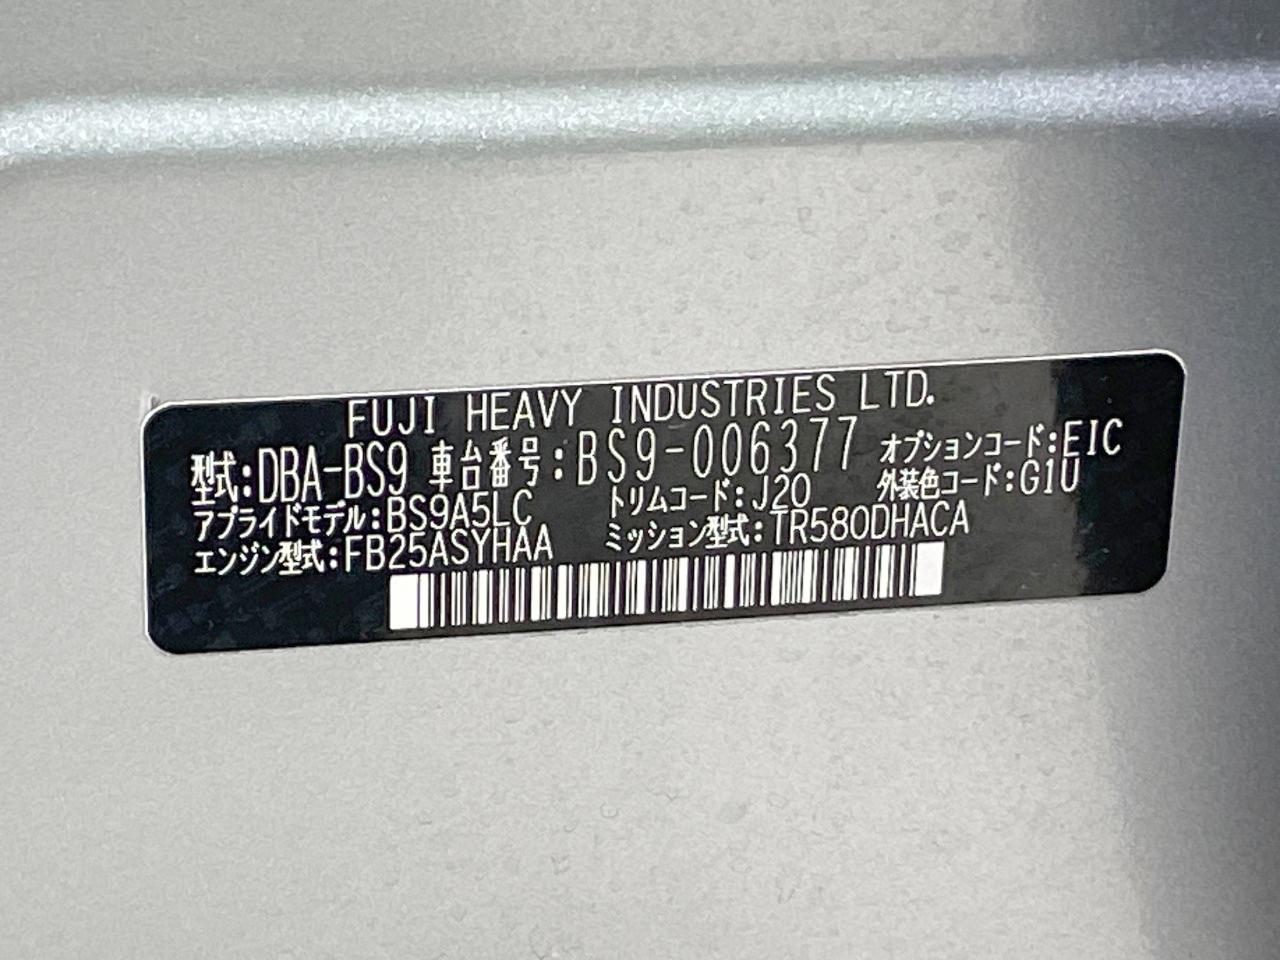 FUJI HEAVY INDUSTRIES LTD.
型式:DBA-BS9 車台番号:BS9-006377 オプションコード:EIC
アプライドモデル:BS9A5LC トリムコード:J20 外装色コード:G1U
エンジン型式:FB25ASYHAA ミッション型式:TR580DHACA